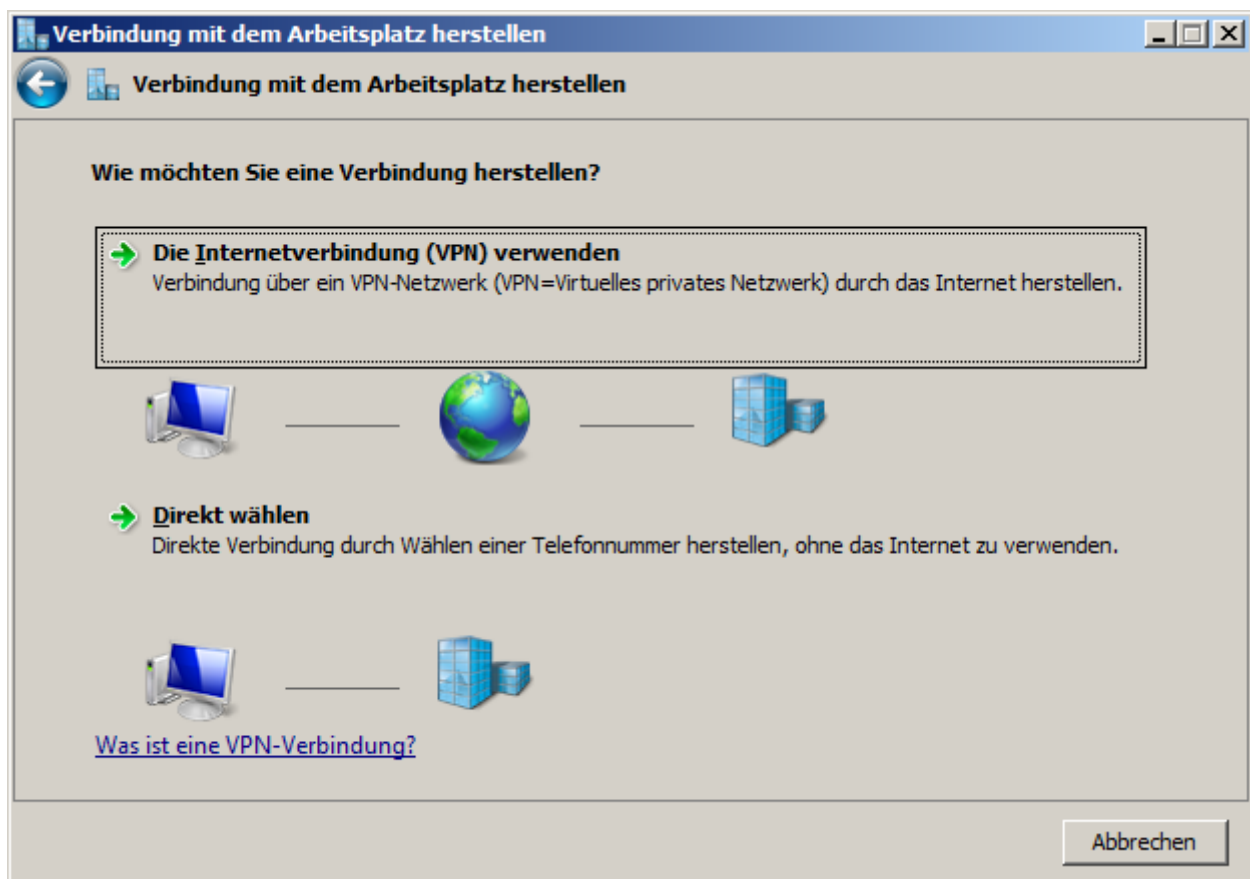 Verbindung mit dem Arbeitsplatz herstellen
Verbindung mit dem Arbeitsplatz herstellen
Wie möchten Sie eine Verbindung herstellen?
Die Internetverbindung (VPN) verwenden
Verbindung über ein VPN-Netzwerk (VPN=Virtuelles privates Netzwerk) durch das Internet herstellen.
Direkt wählen
Direkte Verbindung durch Wählen einer Telefonnummer herstellen, ohne das Internet zu verwenden.
Was ist eine VPN-Verbindung?
Abbrechen